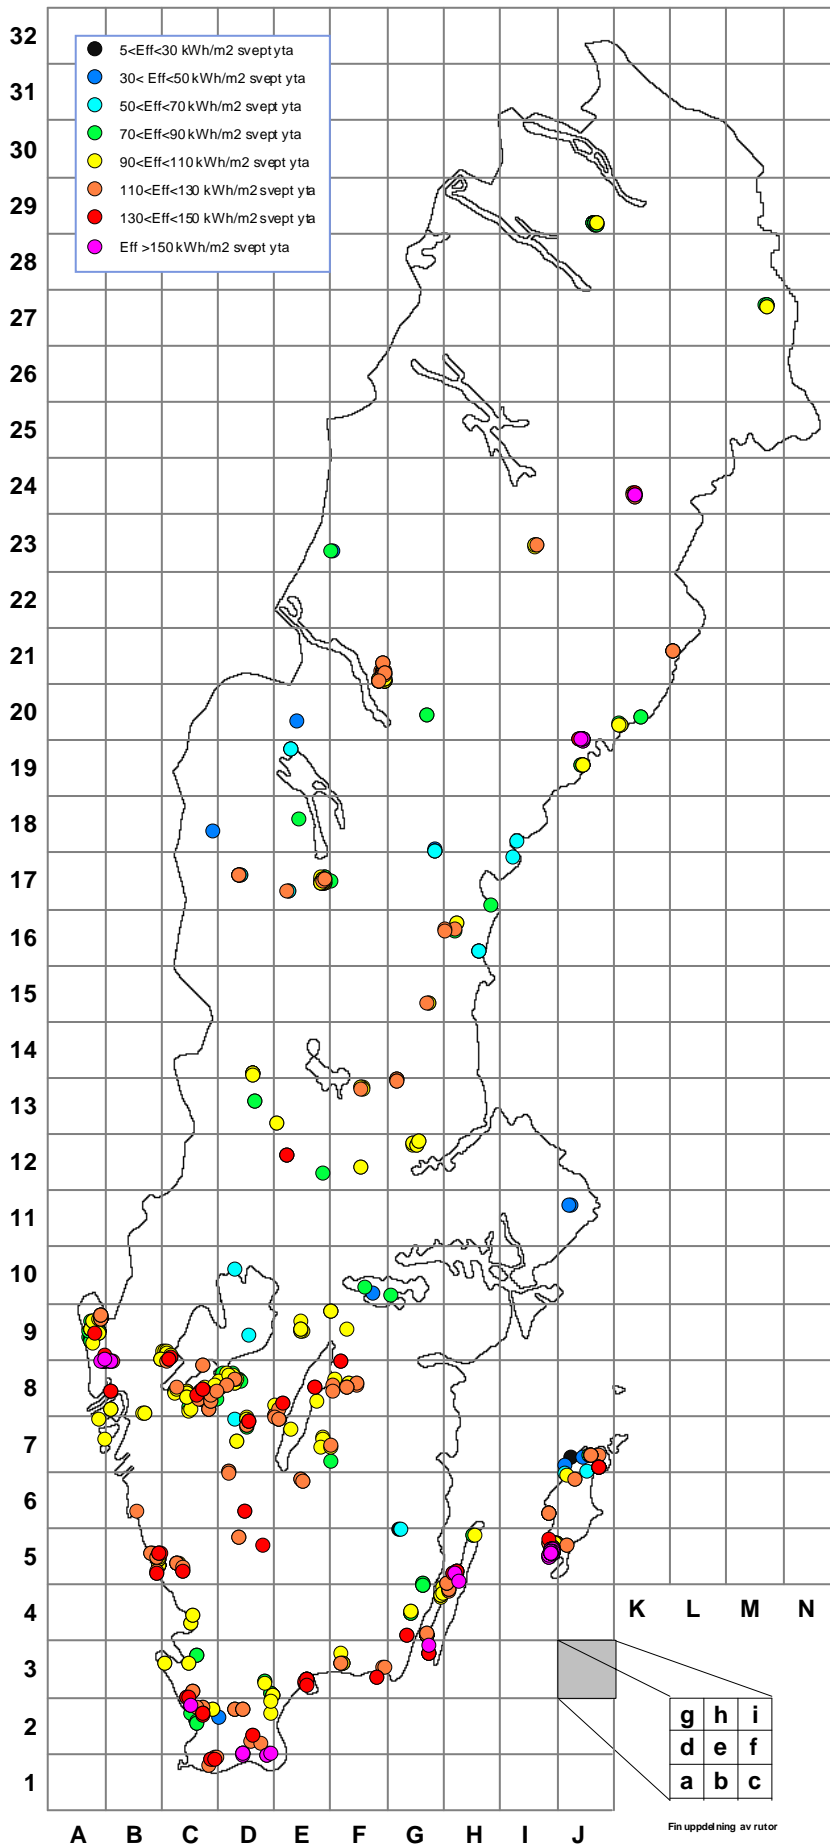 32
31
30
29
28
27
26
25
24
23
22
21
20
19
18
17
16
15
14
13
12
11
10
9
8
7
6
5
4
3
2
1
5<Eff<30 kWh/m2 svept yta
30< Eff<50 kWh/m2 svept yta
50<Eff<70 kWh/m2 svept yta
70<Eff<90 kWh/m2 svept yta
90<Eff<110 kWh/m2 svept yta
110<Eff<130 kWh/m2 svept yta
130<Eff<150 kWh/m2 svept yta
Eff >150 kWh/m2 svept yta
K L M N
g h i
d e f
a b c
Fin uppdelning av rutor
A B C D E F G H I J